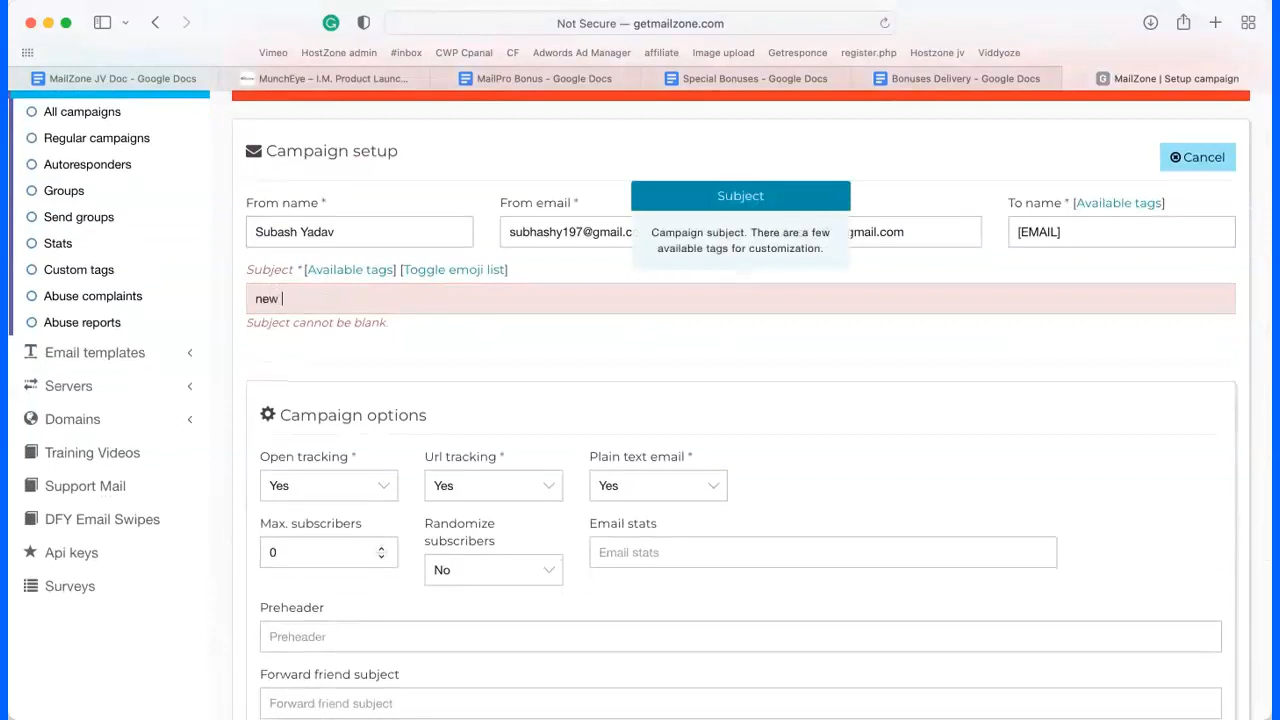 Not Secure — getmailzone.com
Vimeo HostZone admin #inbox CWP Cpanal CF Adwords Ad Manager affiliate Image upload Getresponce register.php Hostzone jv Viddyoze
MailZone JV Doc - Google Docs MunchEye – I.M. Product Launc... MailPro Bonus - Google Docs Special Bonuses - Google Docs Bonuses Delivery - Google Docs G MailZone | Setup campaign
All campaigns
Regular campaigns
Autoresponders
Groups
Send groups
Stats
Custom tags
Abuse complaints
Abuse reports
Email templates
Servers
Domains
Training Videos
Support Mail
DFY Email Swipes
Api keys
Surveys
Campaign setup
Cancel
From name * From email * To name * [Available tags]
Subash Yadav subhashy197@gmail.c gmail.com [EMAIL]
Subject
Campaign subject. There are a few
available tags for customization.
Subject * [Available tags] [Toggle emoji list]
new
Subject cannot be blank.
Campaign options
Open tracking * Url tracking * Plain text email *
Yes Yes Yes
Max. subscribers Randomize subscribers Email stats
0 No Email stats
Preheader
Preheader
Forward friend subject
Forward friend subject